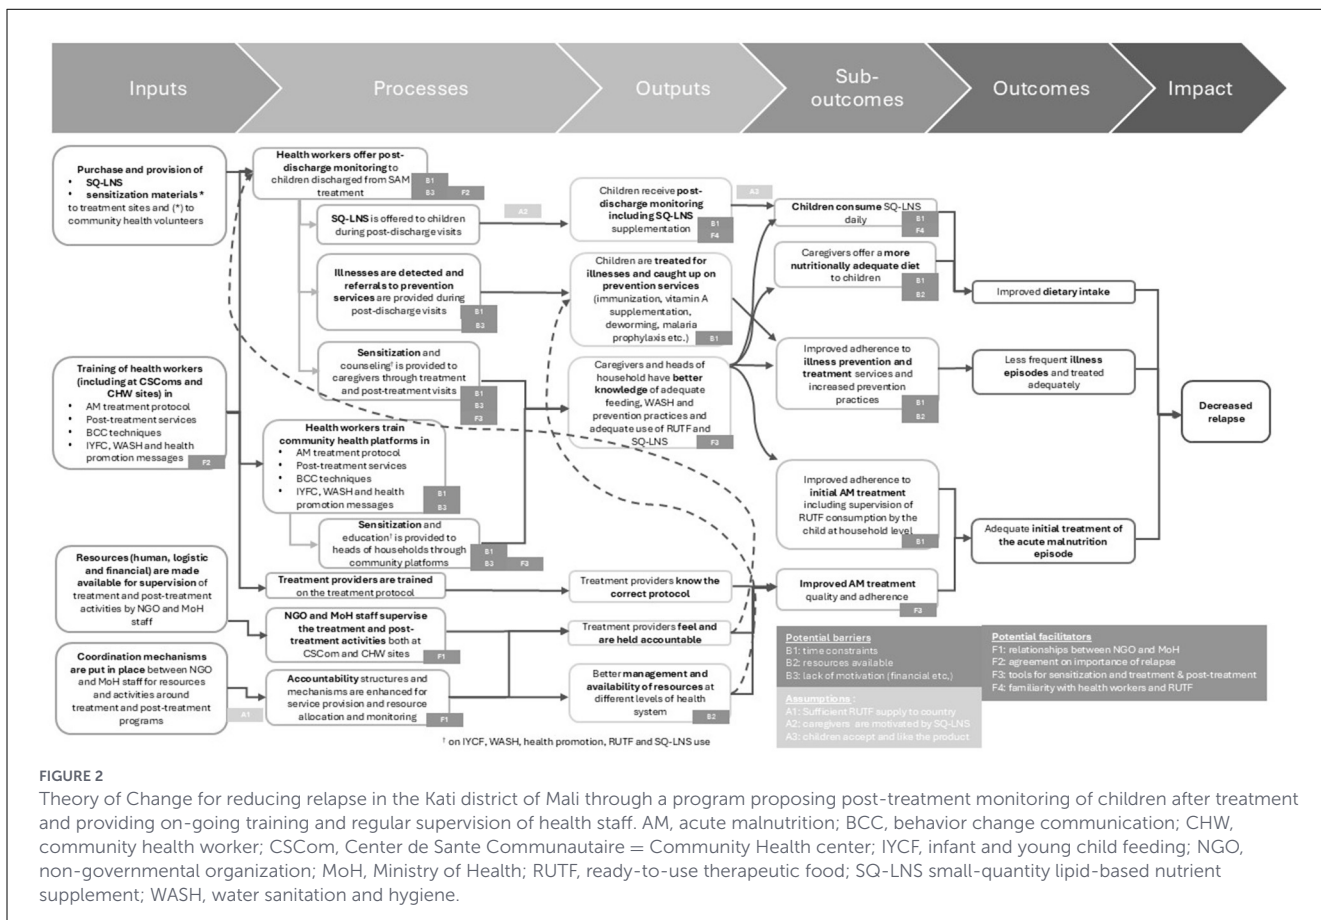 Inputs
Processes
Outputs
Sub-
outcomes
Outcomes
Impact
Purchase and provision of
• SQ-LNS
• sensitization materials *
to treatment sites and (*) to
community health volunteers
Training of health workers
(including at CSComs and
CHW sites) in
• AM treatment protocol
• Post-treatment services
• BCC techniques
• IYFC, WASH and health
promotion messages
F2
Resources (human, logistic
and financial) are made
available for supervision of
treatment and post-treatment
activities by NGO and MoH
staff
Coordination mechanisms
are put in place between NGO
and MoH staff for resources
and activities around
treatment and post-treatment
programs
A1
Health workers offer post-
discharge monitoring to
children discharged from SAM
treatment
B1
B3 F2
SQ-LNS is offered to children
during post-discharge visits
A2
Illnesses are detected and
referrals to prevention
services are provided during
post-discharge visits
B1
B3
Sensitization and
counseling† is provided to
caregivers through treatment
and post-treatment visits
B1
B3
F3
Health workers train
community health platforms in
• AM treatment protocol
• Post-treatment services
• BCC techniques
• IYFC, WASH and health
promotion messages
B1
B3
Sensitization and
education† is provided to
heads of households through
community platforms
B1
B3 F3
Treatment providers are trained
on the treatment protocol
NGO and MoH staff supervise
the treatment and post-
treatment activities both at
CSCom and CHW sites
F1
Accountability structures and
mechanisms are enhanced for
service provision and resource
allocation and monitoring
F1
Children receive post-
discharge monitoring
including SQ-LNS
supplementation
B1
F4
A3
Children are treated for
illnesses and caught up on
prevention services
(immunization, vitamin A
supplementation,
deworming, malaria
prophylaxis etc.)
B1
Caregivers and heads of
household have better
knowledge of adequate
feeding, WASH and
prevention practices and
adequate use of RUTF and
SQ-LNS
F3
Treatment providers know the
correct protocol
Treatment providers feel and
are held accountable
Better management and
availability of resources at
different levels of health
system
B2
Children consume SQ-LNS
daily
B1
F4
Caregivers offer a more
nutritionally adequate diet
to children
B1
B2
Improved adherence to
illness prevention and
treatment services and
increased prevention
practices
B1
B2
Improved adherence to
initial AM treatment
including supervision of
RUTF consumption by the
child at household level
B1
Improved AM treatment
quality and adherence
F3
Improved dietary intake
Less frequent illness
episodes and treated
adequately
Adequate initial treatment of
the acute malnutrition
episode
Decreased
relapse
Potential barriers
B1: time constraints
B2: resources available
B3: lack of motivation (financial etc,)
Assumptions :
A1: Sufficient RUTF supply to country
A2: caregivers are motivated by SQ-LNS
A3: children accept and like the product
Potential facilitators
F1: relationships between NGO and MoH
F2: agreement on importance of relapse
F3: tools for sensitization and treatment & post-treatment
F4: familiarity with health workers and RUTF
† on IYCF, WASH, health promotion, RUTF and SQ-LNS use
FIGURE 2
Theory of Change for reducing relapse in the Kati district of Mali through a program proposing post-treatment monitoring of children after treatment
and providing on-going training and regular supervision of health staff. AM, acute malnutrition; BCC, behavior change communication; CHW,
community health worker; CSCom, Center de Sante Communautaire = Community Health center; IYCF, infant and young child feeding; NGO,
non-governmental organization; MoH, Ministry of Health; RUTF, ready-to-use therapeutic food; SQ-LNS small-quantity lipid-based nutrient
supplement; WASH, water sanitation and hygiene.